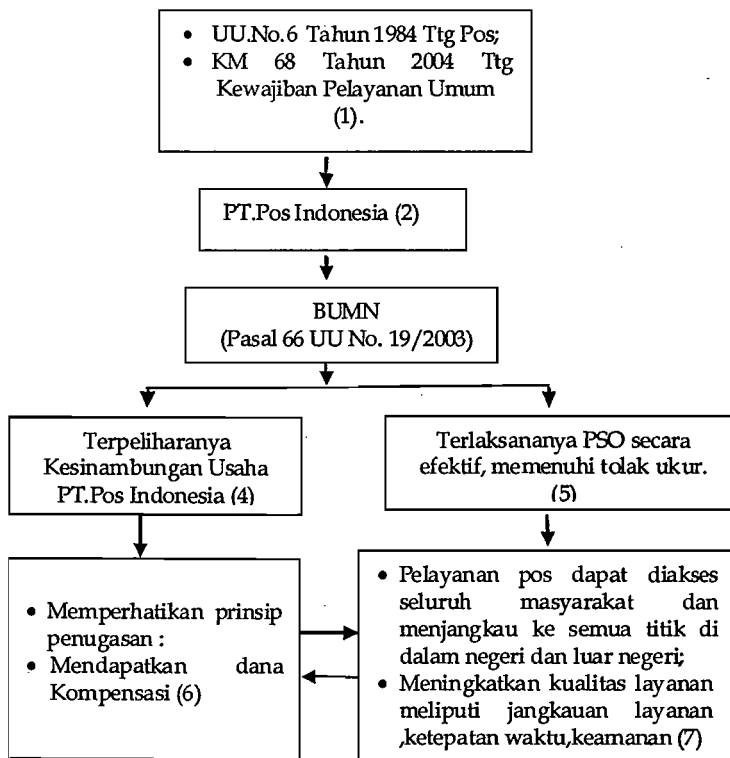 • UU.No.6 Tahun 1984 Ttg Pos;
• KM 68 Tahun 2004 Ttg
Kewajiban Pelayanan Umum
(1).
PT.Pos Indonesia (2)
BUMN
(Pasal 66 UU No. 19/2003)
Terpeliharanya
Kesinambungan Usaha
PT.Pos Indonesia (4)
Terlaksananya PSO secara
efektif, memenuhi tolak ukur.
(5)
• Memperhatikan prinsip
penugasan :
• Mendapatkan dana
Kompensasi (6)
• Pelayanan pos dapat diakses
seluruh masyarakat dan
menjangkau ke semua titik di
dalam negeri dan luar negeri;
• Meningkatkan kualitas layanan
meliputi jangkauan layanan
,ketepatan waktu,keamanan (7)